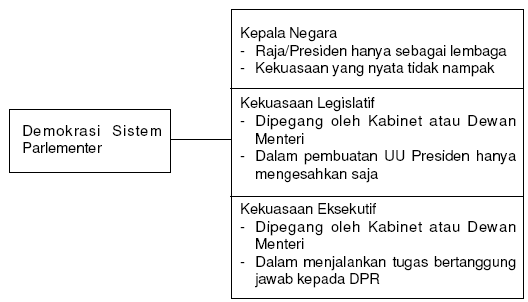 Demokrasi Sistem
Parlementer
Kepala Negara
- Raja/Presiden hanya sebagai lembaga
- Kekuasaan yang nyata tidak nampak
Kekuasaan Legislatif
- Dipegang oleh Kabinet atau Dewan
Menteri
- Dalam pembuatan UU Presiden hanya
mengesahkan saja
Kekuasaan Eksekutif
- Dipegang oleh Kabinet atau Dewan
Menteri
- Dalam menjalankan tugas bertanggung
jawab kepada DPR